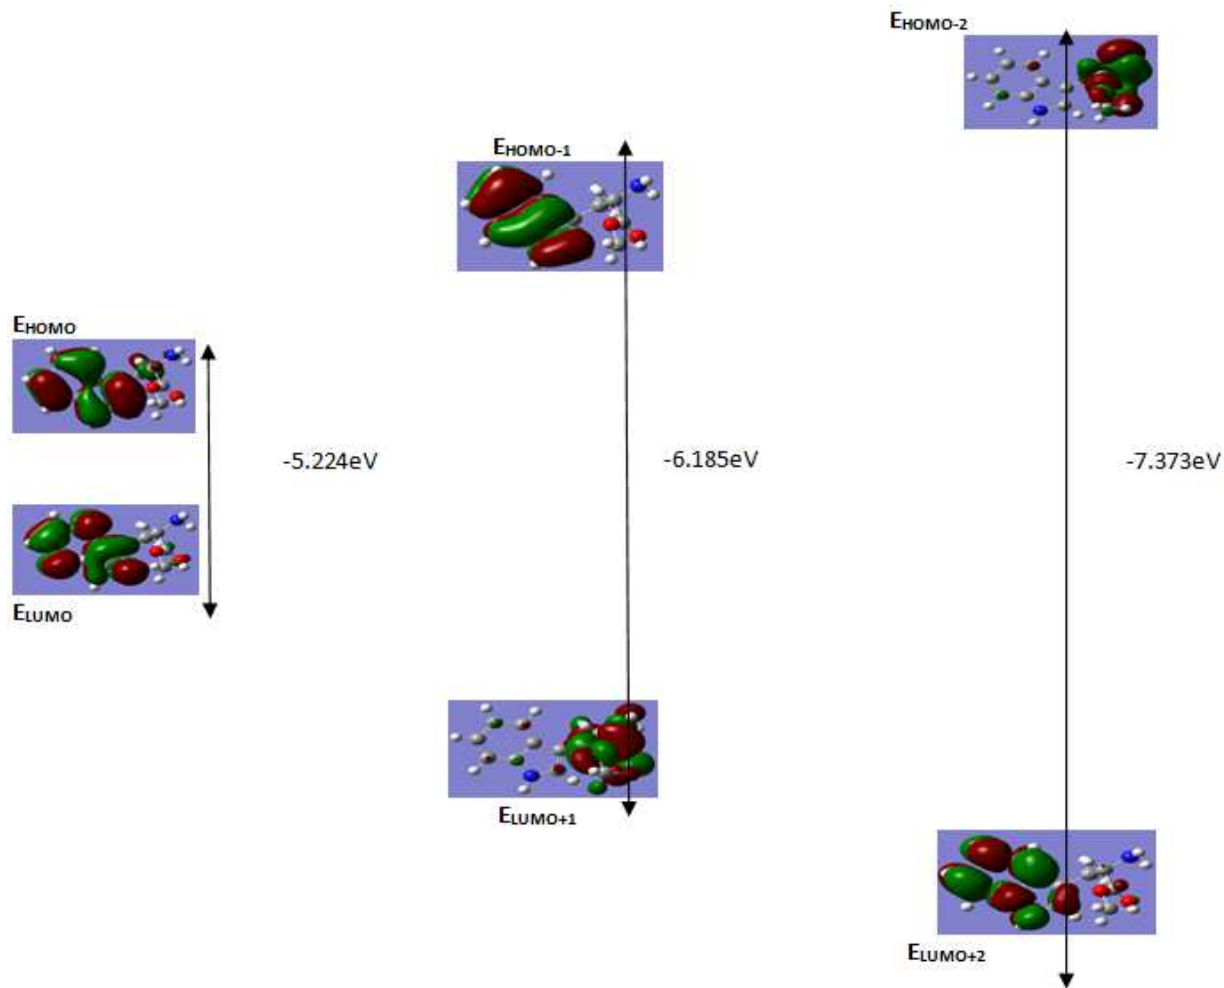 EHOMO-2
EHOMO-1
EHOMO
-5.224eV
-6.185eV
-7.373eV
ELUMO
ELUMO+1
ELUMO+2